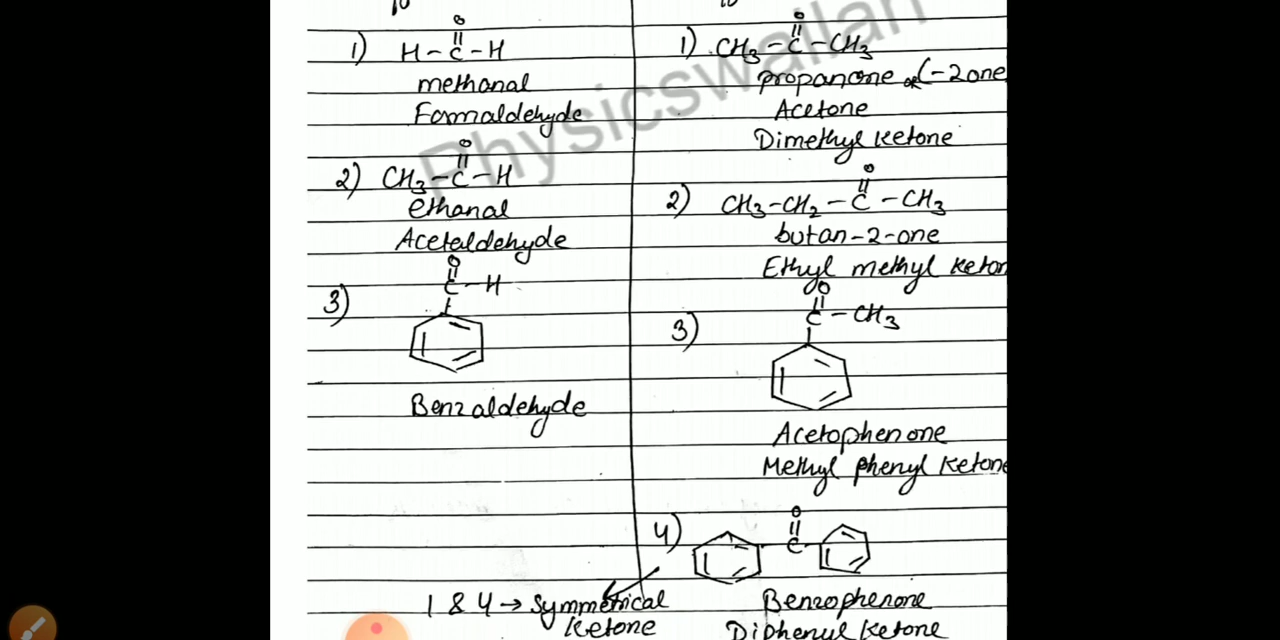 1) H-C-H
O
methanal
Formaldehyde
2) CH3-C-H
O
ethanal
Acetaldehyde
3)
O
C-H
Benzaldehyde
1) CH3-C-CH3
O
propanone or (-2one
Acetone
Dimethyl Ketone
2) CH3-CH2-C-CH3
O
butan-2-one
Ethyl methyl Keton
3)
O
C-CH3
Acetophenone
Methyl phenyl Ketone
4)
O
C
Benzophenone
Diphenyl Ketone
1 & 4 → Symmetrical
Ketone
Physicswallah